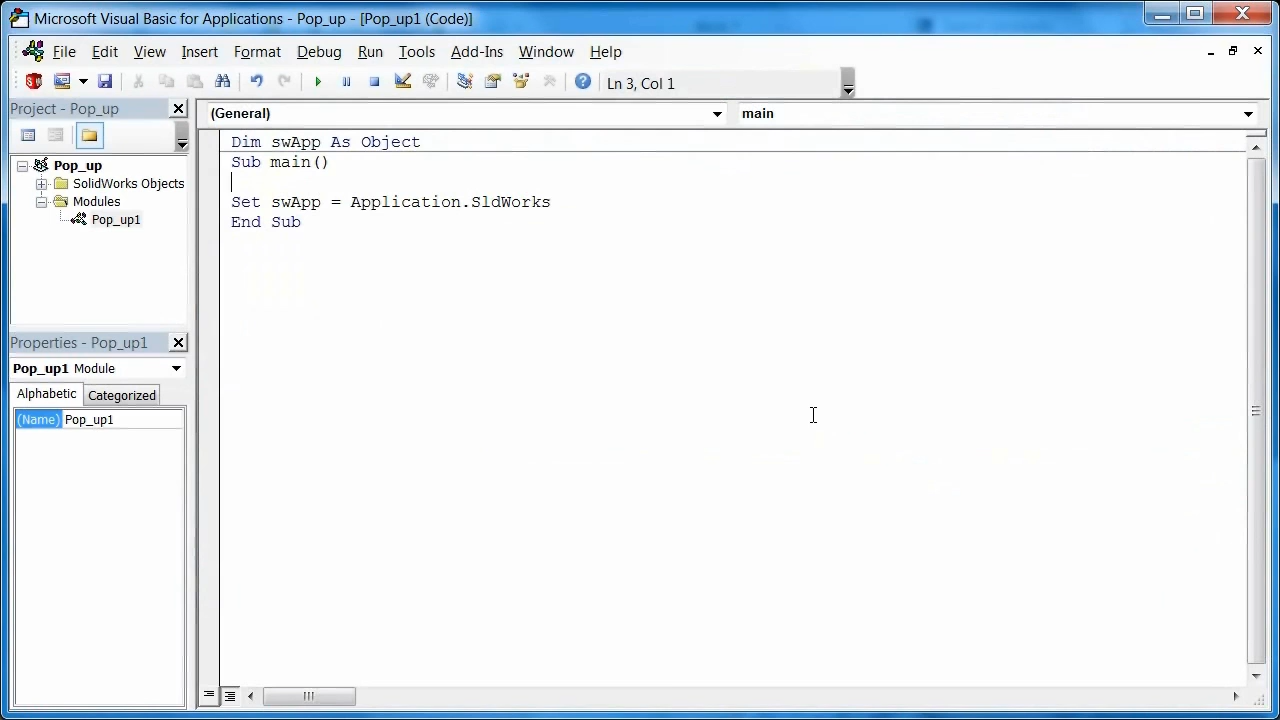 Microsoft Visual Basic for Applications - Pop_up - [Pop_up1 (Code)]
File Edit View Insert Format Debug Run Tools Add-Ins Window Help
Ln 3, Col 1
Project - Pop_up
Pop_up
SolidWorks Objects
Modules
Pop_up1
Properties - Pop_up1
Pop_up1 Module
Alphabetic Categorized
(Name) Pop_up1
(General) main
Dim swApp As Object
Sub main()
Set swApp = Application.SldWorks
End Sub